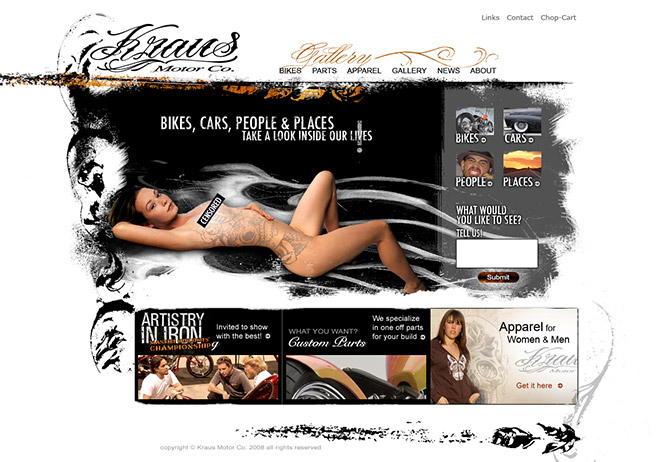 Links Contact Chop-Cart
Kraus
Motor Co.
Gallery
BIKES PARTS APPAREL GALLERY NEWS ABOUT
BIKES, CARS, PEOPLE & PLACES
TAKE A LOOK INSIDE OUR LIVES
!
CENSORED
BIKES CARS
PEOPLE PLACES
WHAT WOULD
YOU LIKE TO SEE?
TELL US!
Submit
ARTISTRY
IN IRON
CHAMPIONSHIP
Invited to show
with the best!
WHAT YOU WANT?
Custom Parts
We specialize
in one off parts
for your build
Apparel for
Women & Men
Kraus
Motor
Get it here
copyright © Kraus Motor Co. 2008 all rights reserved